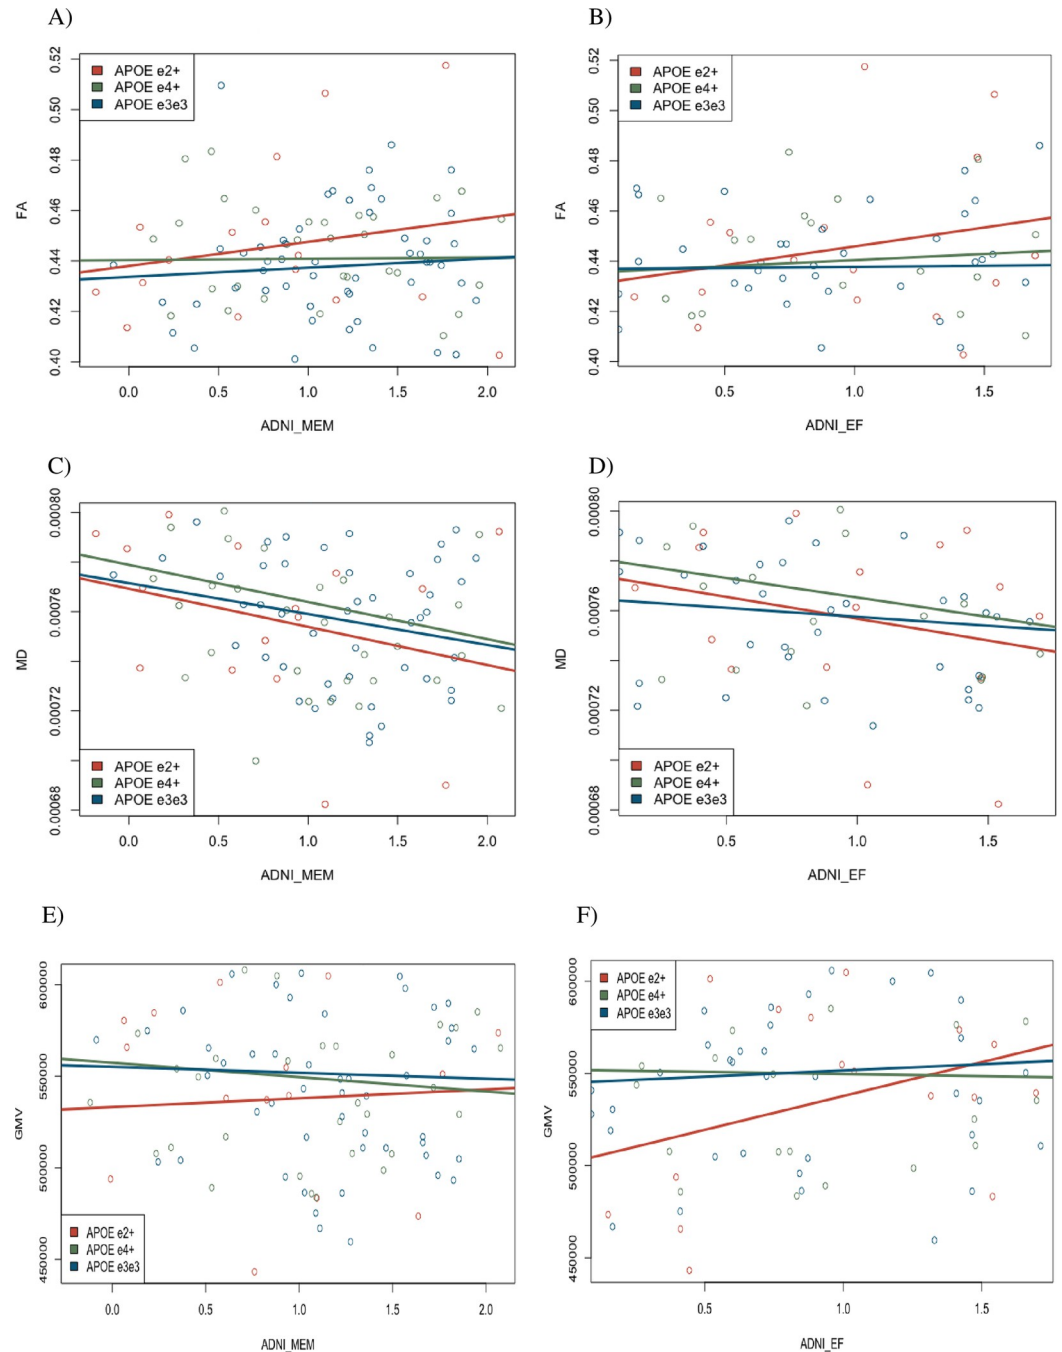 A)
0.40 0.42 0.44 0.46 0.48 0.50 0.52
FA
APOE e2+
APOE e4+
APOE e3e3
0.0 0.5 1.0 1.5 2.0
ADNI_MEM
B)
0.40 0.42 0.44 0.46 0.48 0.50 0.52
FA
APOE e2+
APOE e4+
APOE e3e3
0.5 1.0 1.5
ADNI_EF
C)
0.00068 0.00072 0.00076 0.00080
MD
APOE e2+
APOE e4+
APOE e3e3
0.0 0.5 1.0 1.5 2.0
ADNI_MEM
D)
0.00068 0.00072 0.00076 0.00080
MD
APOE e2+
APOE e4+
APOE e3e3
0.5 1.0 1.5
ADNI_EF
E)
450000 500000 550000 600000
GMV
APOE e2+
APOE e4+
APOE e3e3
0.0 0.5 1.0 1.5 2.0
ADNI_MEM
F)
450000 500000 550000 600000
GMV
APOE e2+
APOE e4+
APOE e3e3
0.5 1.0 1.5
ADNI_EF